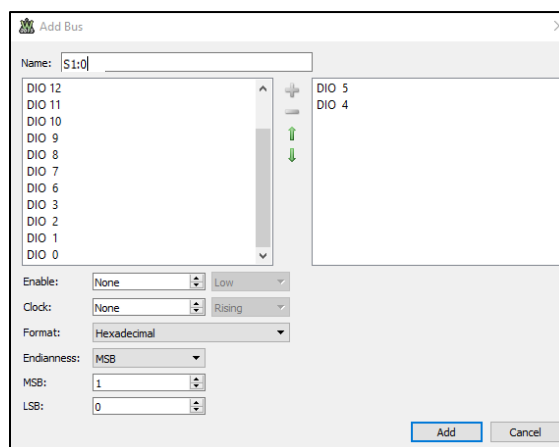 Add Bus
Name: S1:0
DIO 12
DIO 11
DIO 10
DIO 9
DIO 8
DIO 7
DIO 6
DIO 3
DIO 2
DIO 1
DIO 0
DIO 5
DIO 4
Enable: None Low
Clock: None Rising
Format: Hexadecimal
Endianness: MSB
MSB: 1
LSB: 0
Add Cancel